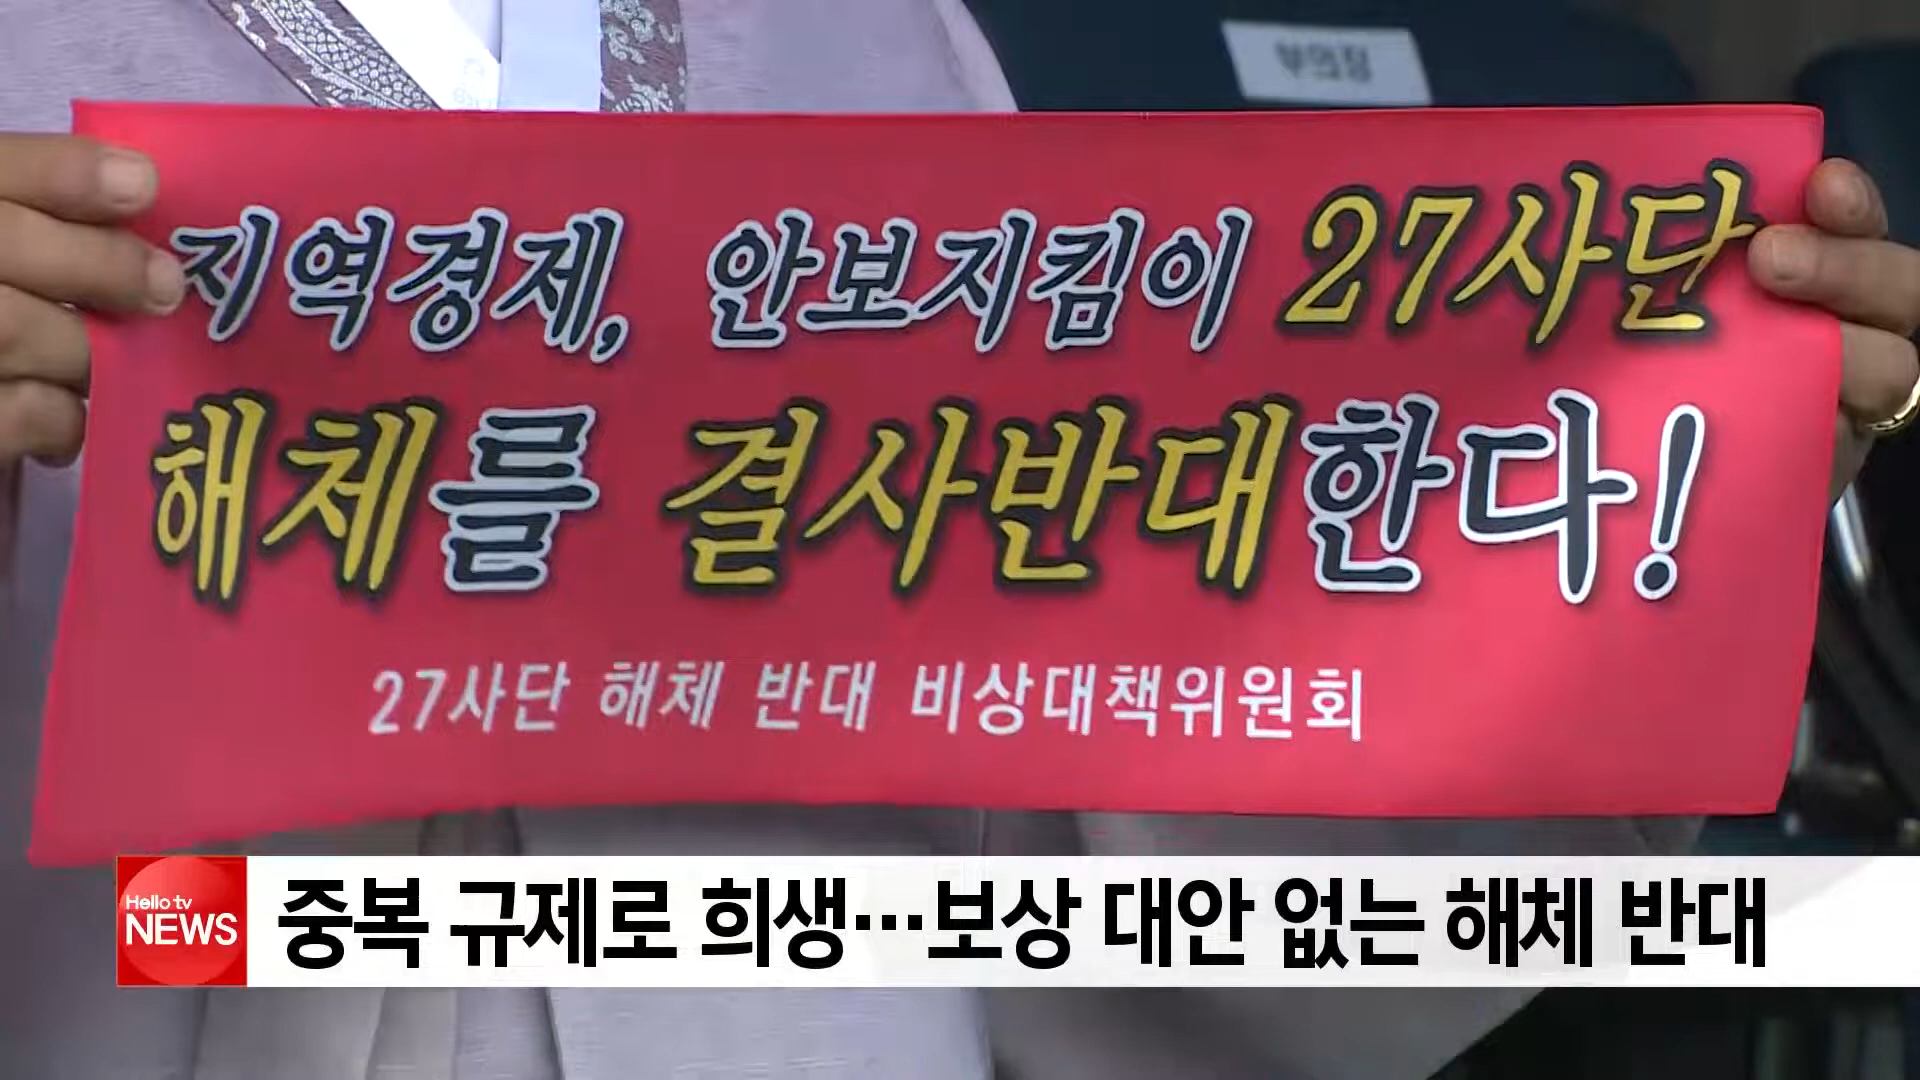 부의장
지역경제, 안보지킴이 27사단
해체를 결사반대한다!
27사단 해체 반대 비상대책위원회
Hello tv
NEWS
중복 규제로 희생…보상 대안 없는 해체 반대